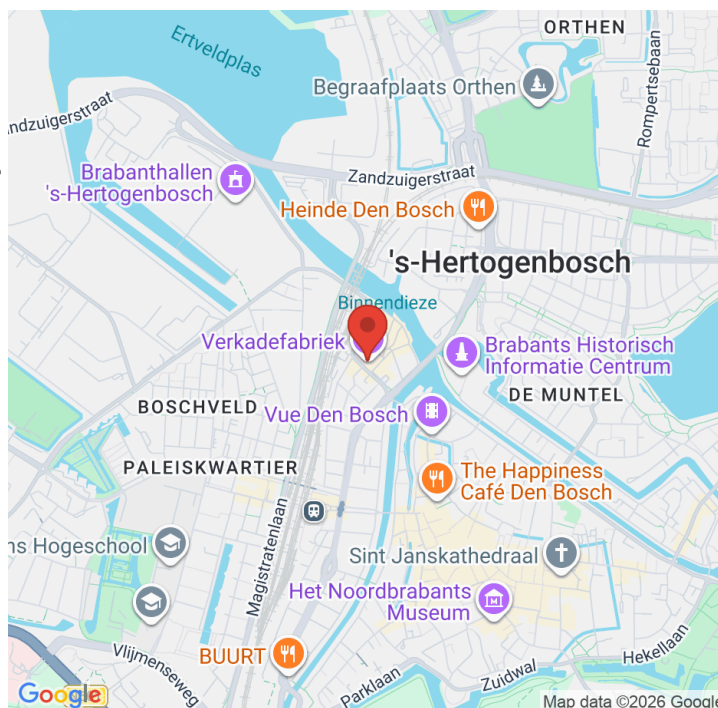 ORTHEN
Ertveldplas
Begraafplaats Orthen
Rompertsebaan
andzuigerstraat
Zandzuigerstraat
Brabanthallen
's-Hertogenbosch
Heinde Den Bosch
's-Hertogenbosch
Binnendieze
Verkadefabriek
Brabants Historisch
Informatie Centrum
DE MUNTEL
BOSCHVELD
Vue Den Bosch
PALEISKWARTIER
The Happiness
Café Den Bosch
Magistratenlaan
ns Hogeschool
Sint Janskathedraal
Het Noordbrabants
Museum
BUURT
Vlijmenseweg
Parklaan
Zuidwal
Hekellaan
Google
Map data ©2026 Google